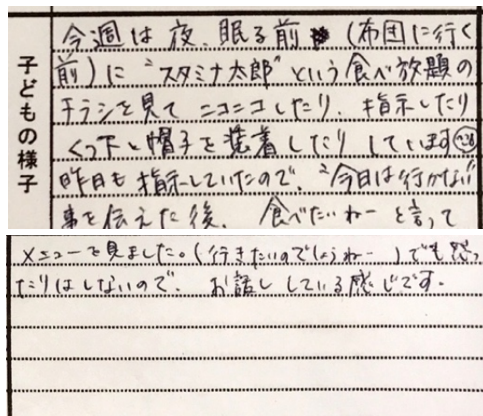 子どもの様子
今週は夜、眠る前(布団に行く
前)に"スタミナ太郎"という食べ放題の
チラシを見てニコニコしたり、指示したり
くつ下と帽子を装着したりしています
昨日も指示していたので、"今日は行かない"
事を伝えた後、食べたいねーと言って
メニューを見ました。(行きたいのでしょうねー)でも怒っ
たりはしないので、お話ししている感じです。